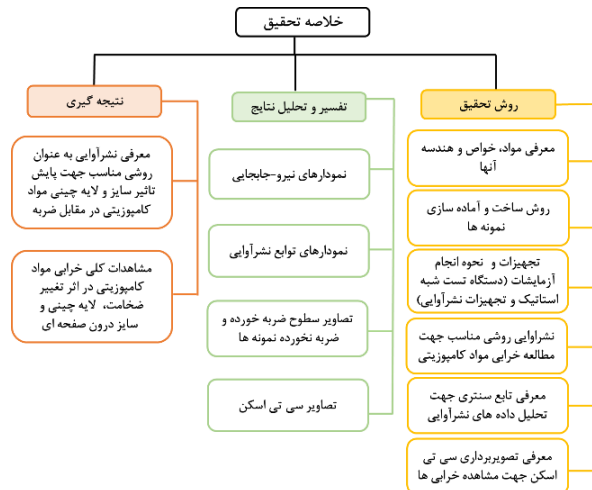 خلاصه تحقیق
روش تحقیق
معرفی مواد، خواص و هندسه
آنها
روش ساخت و آماده سازی
نمونه ها
تجهیزات و نحوه انجام
آزمایشات (دستگاه تست شبه
استاتیک و تجهیزات نشرآوایی)
نشراوایی روشی مناسب جهت
مطالعه خرابی مواد کامپوزیتی
معرفی تابع سنتری جهت
تحلیل داده های نشرآوایی
معرفی تصویربرداری سی تی
اسکن جهت مشاهده خرابی ها
تفسیر و تحلیل نتایج
نمودارهای نیرو-جابجایی
نمودارهای توابع نشرآوایی
تصاویر سطوح ضربه خورده و
ضربه نخورده نمونه ها
تصاویر سی تی اسکن
نتیجه گیری
معرفی نشرآوایی به عنوان
روشی مناسب جهت پایش
تاثیر سایز و لایه چینی مواد
کامپوزیتی در مقابل ضربه
مشاهدات کلی خرابی مواد
کامپوزیتی در اثر تغییر
ضخامت، لایه چینی و
سایز درون صفحه ای